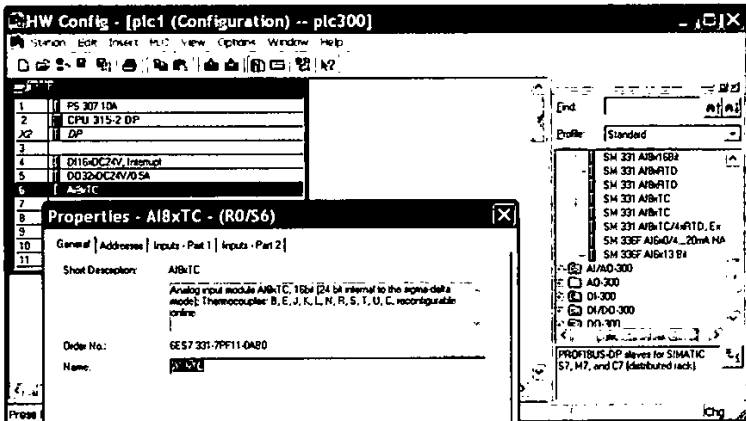 HW Config - [plc1 (Configuration) -- plc300]
Station Edit Insert PLC View Options Window Help
1 PS 307 10A
2 CPU 315-2 DP
X2 DP
3
4 DI16xDC24V, Interrupt
5 DO32xDC24V/0.5A
6 AI8xTC
7
8
9
10
11
Find:
Profile: Standard
SM 331 AI8x16Bit
SM 331 AI8xRTD
SM 331 AI8xRTD
SM 331 AI8xTC
SM 331 AI8xTC
SM 331 AI8xTC/4xRTD, Ex
SM 336F AI6x0/4...20mA HA
SM 336F AI6x13 Bit
AI/AO-300
AO-300
DI-300
DI/DO-300
DO-300
PROFIBUS-DP slaves for SIMATIC
S7, M7, and C7 (distributed rack)
Properties - AI8xTC - (R0/S6)
General Addresses Inputs - Part 1 Inputs - Part 2
Short Description: AI8xTC
Analog input module AI8xTC, 16bit (24 bit internal to the sigma-delta
mode); Thermocouples: B, E, J, K, L, N, R, S, T, U, C, reconfigurable
online
Order No.: 6ES7 331-7PF11-0AB0
Name: AI8xTC
Press
Chg